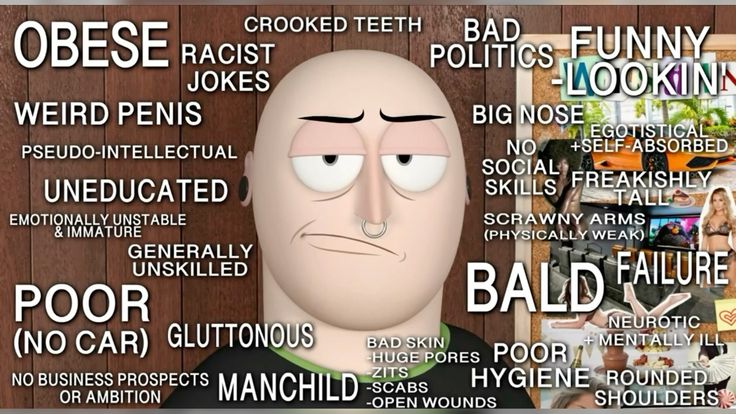 CROOKED TEETH
OBESE
RACIST
JOKES
BAD
POLITICS
FUNNY
-LOOKIN'
WEIRD PENIS
BIG NOSE
EGOTISTICAL
+SELF-ABSORBED
PSEUDO-INTELLECTUAL
NO
SOCIAL
SKILLS
FREAKISHLY
TALL
UNEDUCATED
EMOTIONALLY UNSTABLE
& IMMATURE
SCRAWNY ARMS
(PHYSICALLY WEAK)
GENERALLY
UNSKILLED
BALD
FAILURE
POOR
(NO CAR)
GLUTTONOUS
NEUROTIC
+ MENTALLY ILL
BAD SKIN
-HUGE PORES
-ZITS
-SCABS
-OPEN WOUNDS
POOR
HYGIENE
NO BUSINESS PROSPECTS
OR AMBITION
MANCHILD
ROUNDED
SHOULDERS